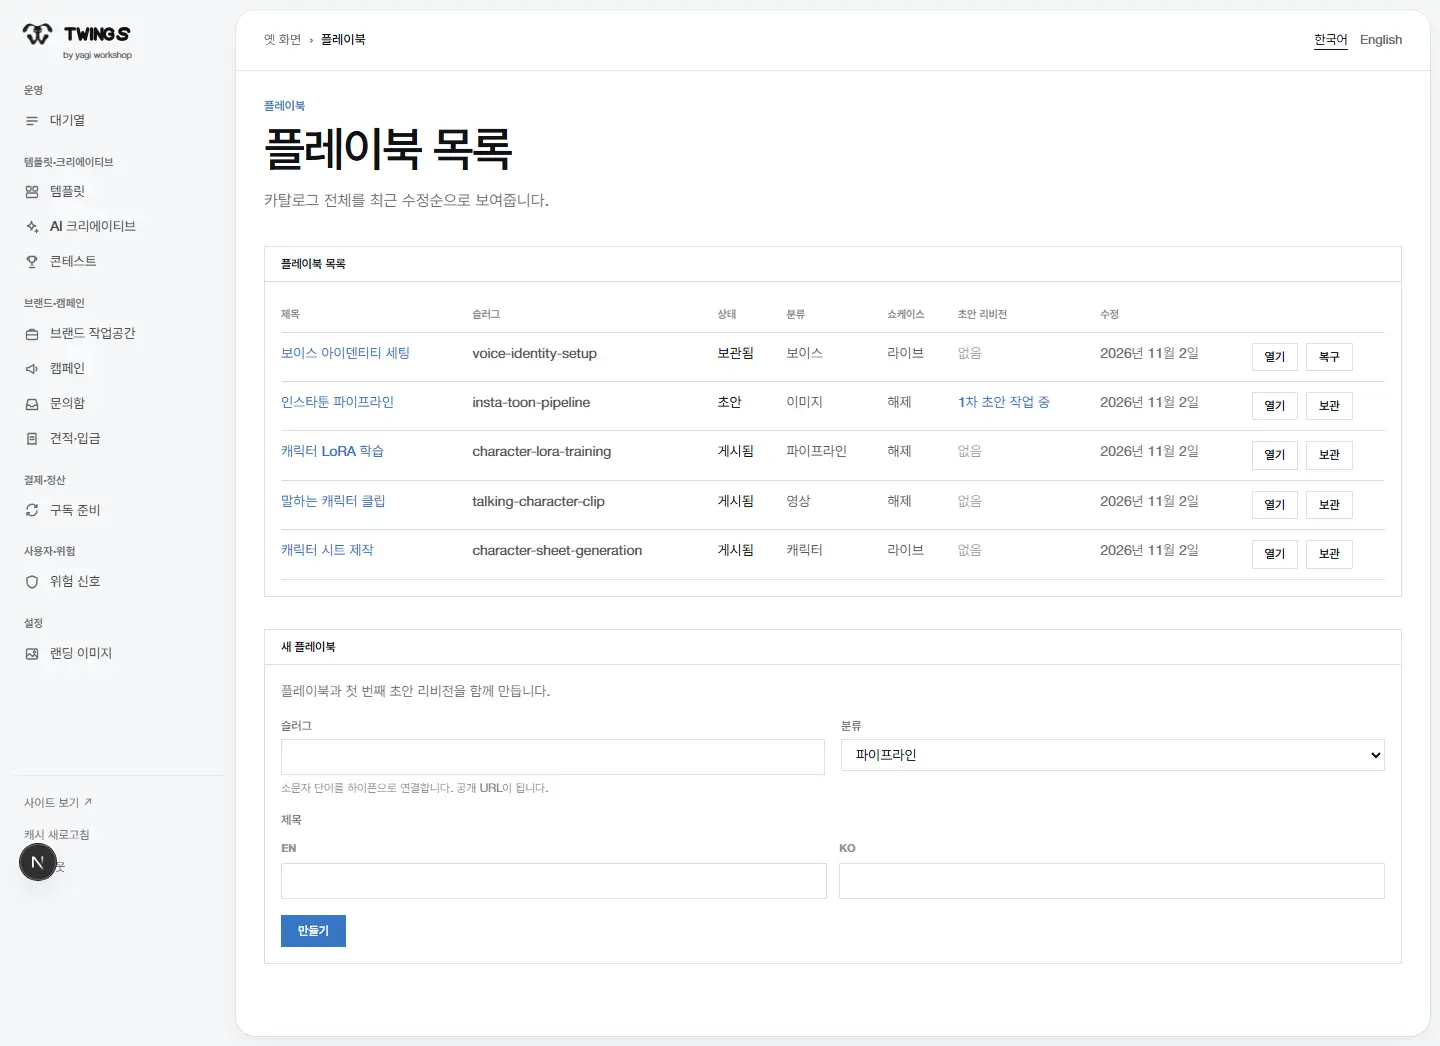 TWINGS
by yagi workshop
운영
대기열
템플릿·크리에이티브
템플릿
AI 크리에이티브
콘테스트
브랜드·캠페인
브랜드 작업공간
캠페인
문의함
견적·입금
결제·정산
구독 준비
사용자·위험
위험 신호
설정
랜딩 이미지
사이트 보기 ↗
캐시 새로고침
N
옛 화면 › 플레이북
한국어 English
플레이북
플레이북 목록
카탈로그 전체를 최근 수정순으로 보여줍니다.
플레이북 목록
제목 슬러그 상태 분류 쇼케이스 초안 리비전 수정
보이스 아이덴티티 세팅 voice-identity-setup 보관됨 보이스 라이브 없음 2026년 11월 2일 열기 복구
인스타툰 파이프라인 insta-toon-pipeline 초안 이미지 해제 1차 초안 작업 중 2026년 11월 2일 열기 보관
캐릭터 LoRA 학습 character-lora-training 게시됨 파이프라인 해제 없음 2026년 11월 2일 열기 보관
말하는 캐릭터 클립 talking-character-clip 게시됨 영상 해제 없음 2026년 11월 2일 열기 보관
캐릭터 시트 제작 character-sheet-generation 게시됨 캐릭터 라이브 없음 2026년 11월 2일 열기 보관
새 플레이북
플레이북과 첫 번째 초안 리비전을 함께 만듭니다.
슬러그 분류
파이프라인
소문자 단어를 하이픈으로 연결합니다. 공개 URL이 됩니다.
제목
EN KO
만들기